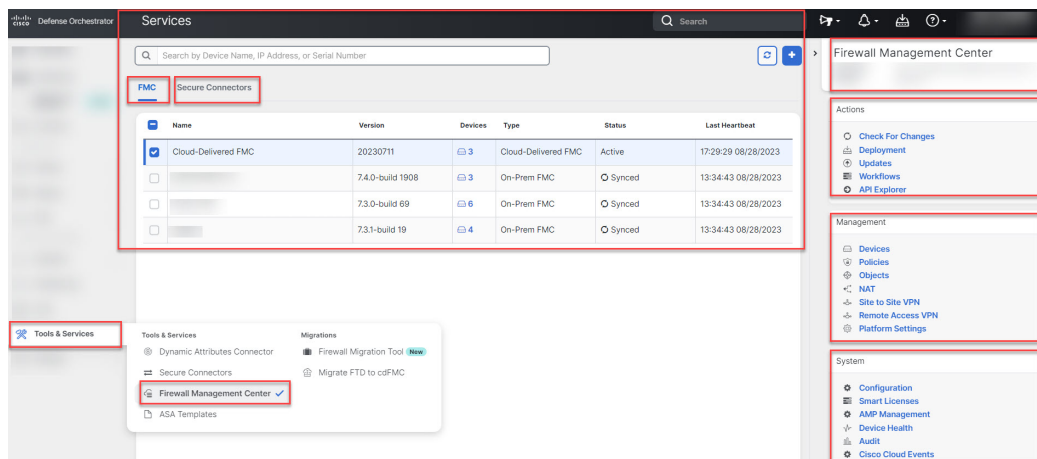 cisco Defense Orchestrator
Services
Search
Search by Device Name, IP Address, or Serial Number
FMC Secure Connectors
Name Version Devices Type Status Last Heartbeat
Cloud-Delivered FMC 20230711 3 Cloud-Delivered FMC Active 17:29:29 08/28/2023
7.4.0-build 1908 3 On-Prem FMC Synced 13:34:43 08/28/2023
7.3.0-build 69 6 On-Prem FMC Synced 13:34:43 08/28/2023
7.3.1-build 19 4 On-Prem FMC Synced 13:34:43 08/28/2023
Tools & Services
Tools & Services
Dynamic Attributes Connector
Secure Connectors
Firewall Management Center
ASA Templates
Migrations
Firewall Migration Tool New
Migrate FTD to cdFMC
Firewall Management Center
Actions
Check For Changes
Deployment
Updates
Workflows
API Explorer
Management
Devices
Policies
Objects
NAT
Site to Site VPN
Remote Access VPN
Platform Settings
System
Configuration
Smart Licenses
AMP Management
Device Health
Audit
Cisco Cloud Events